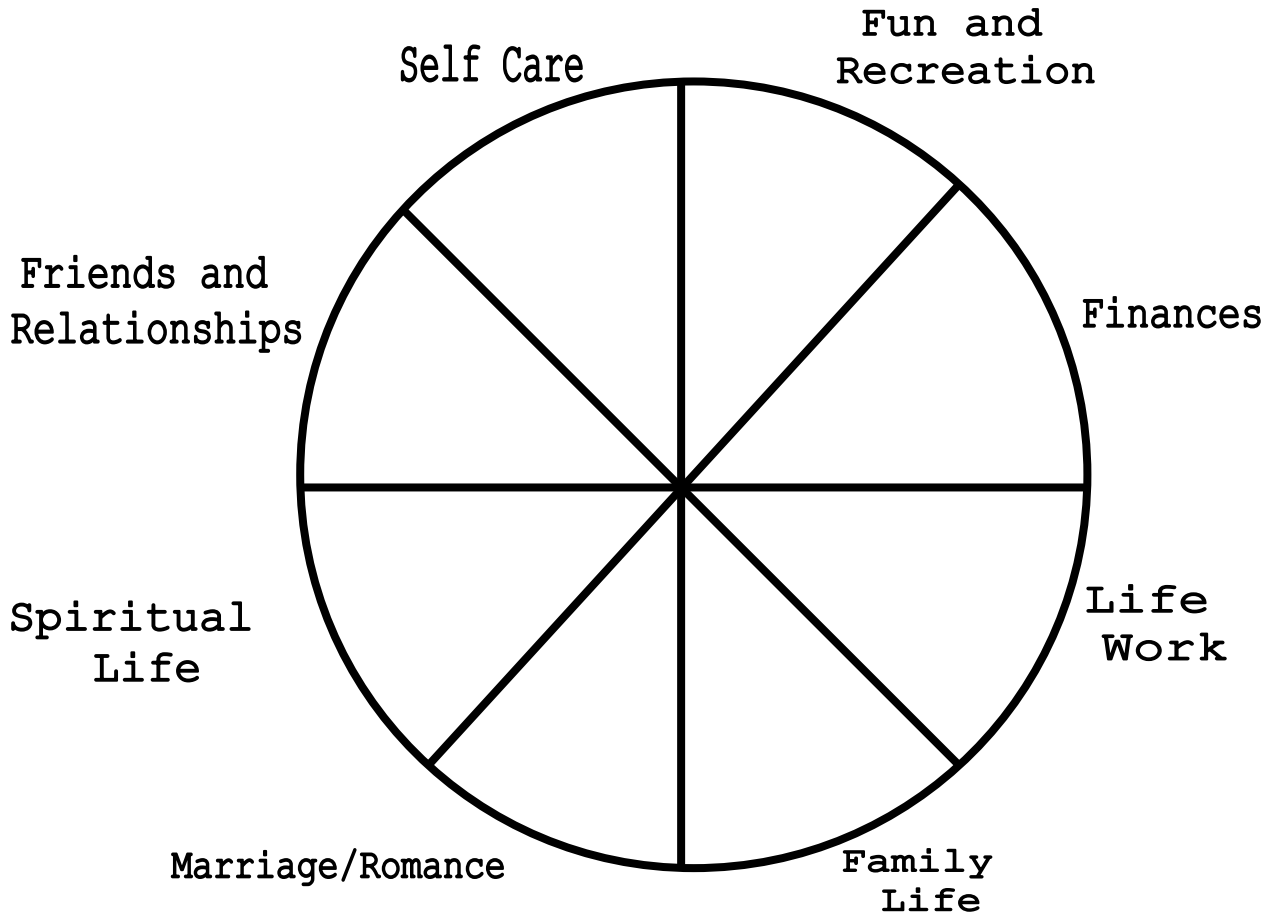 Fun and
Recreation
Self Care
Friends and
Relationships
Finances
Life
Work
Spiritual
Life
Marriage/Romance
Family
Life